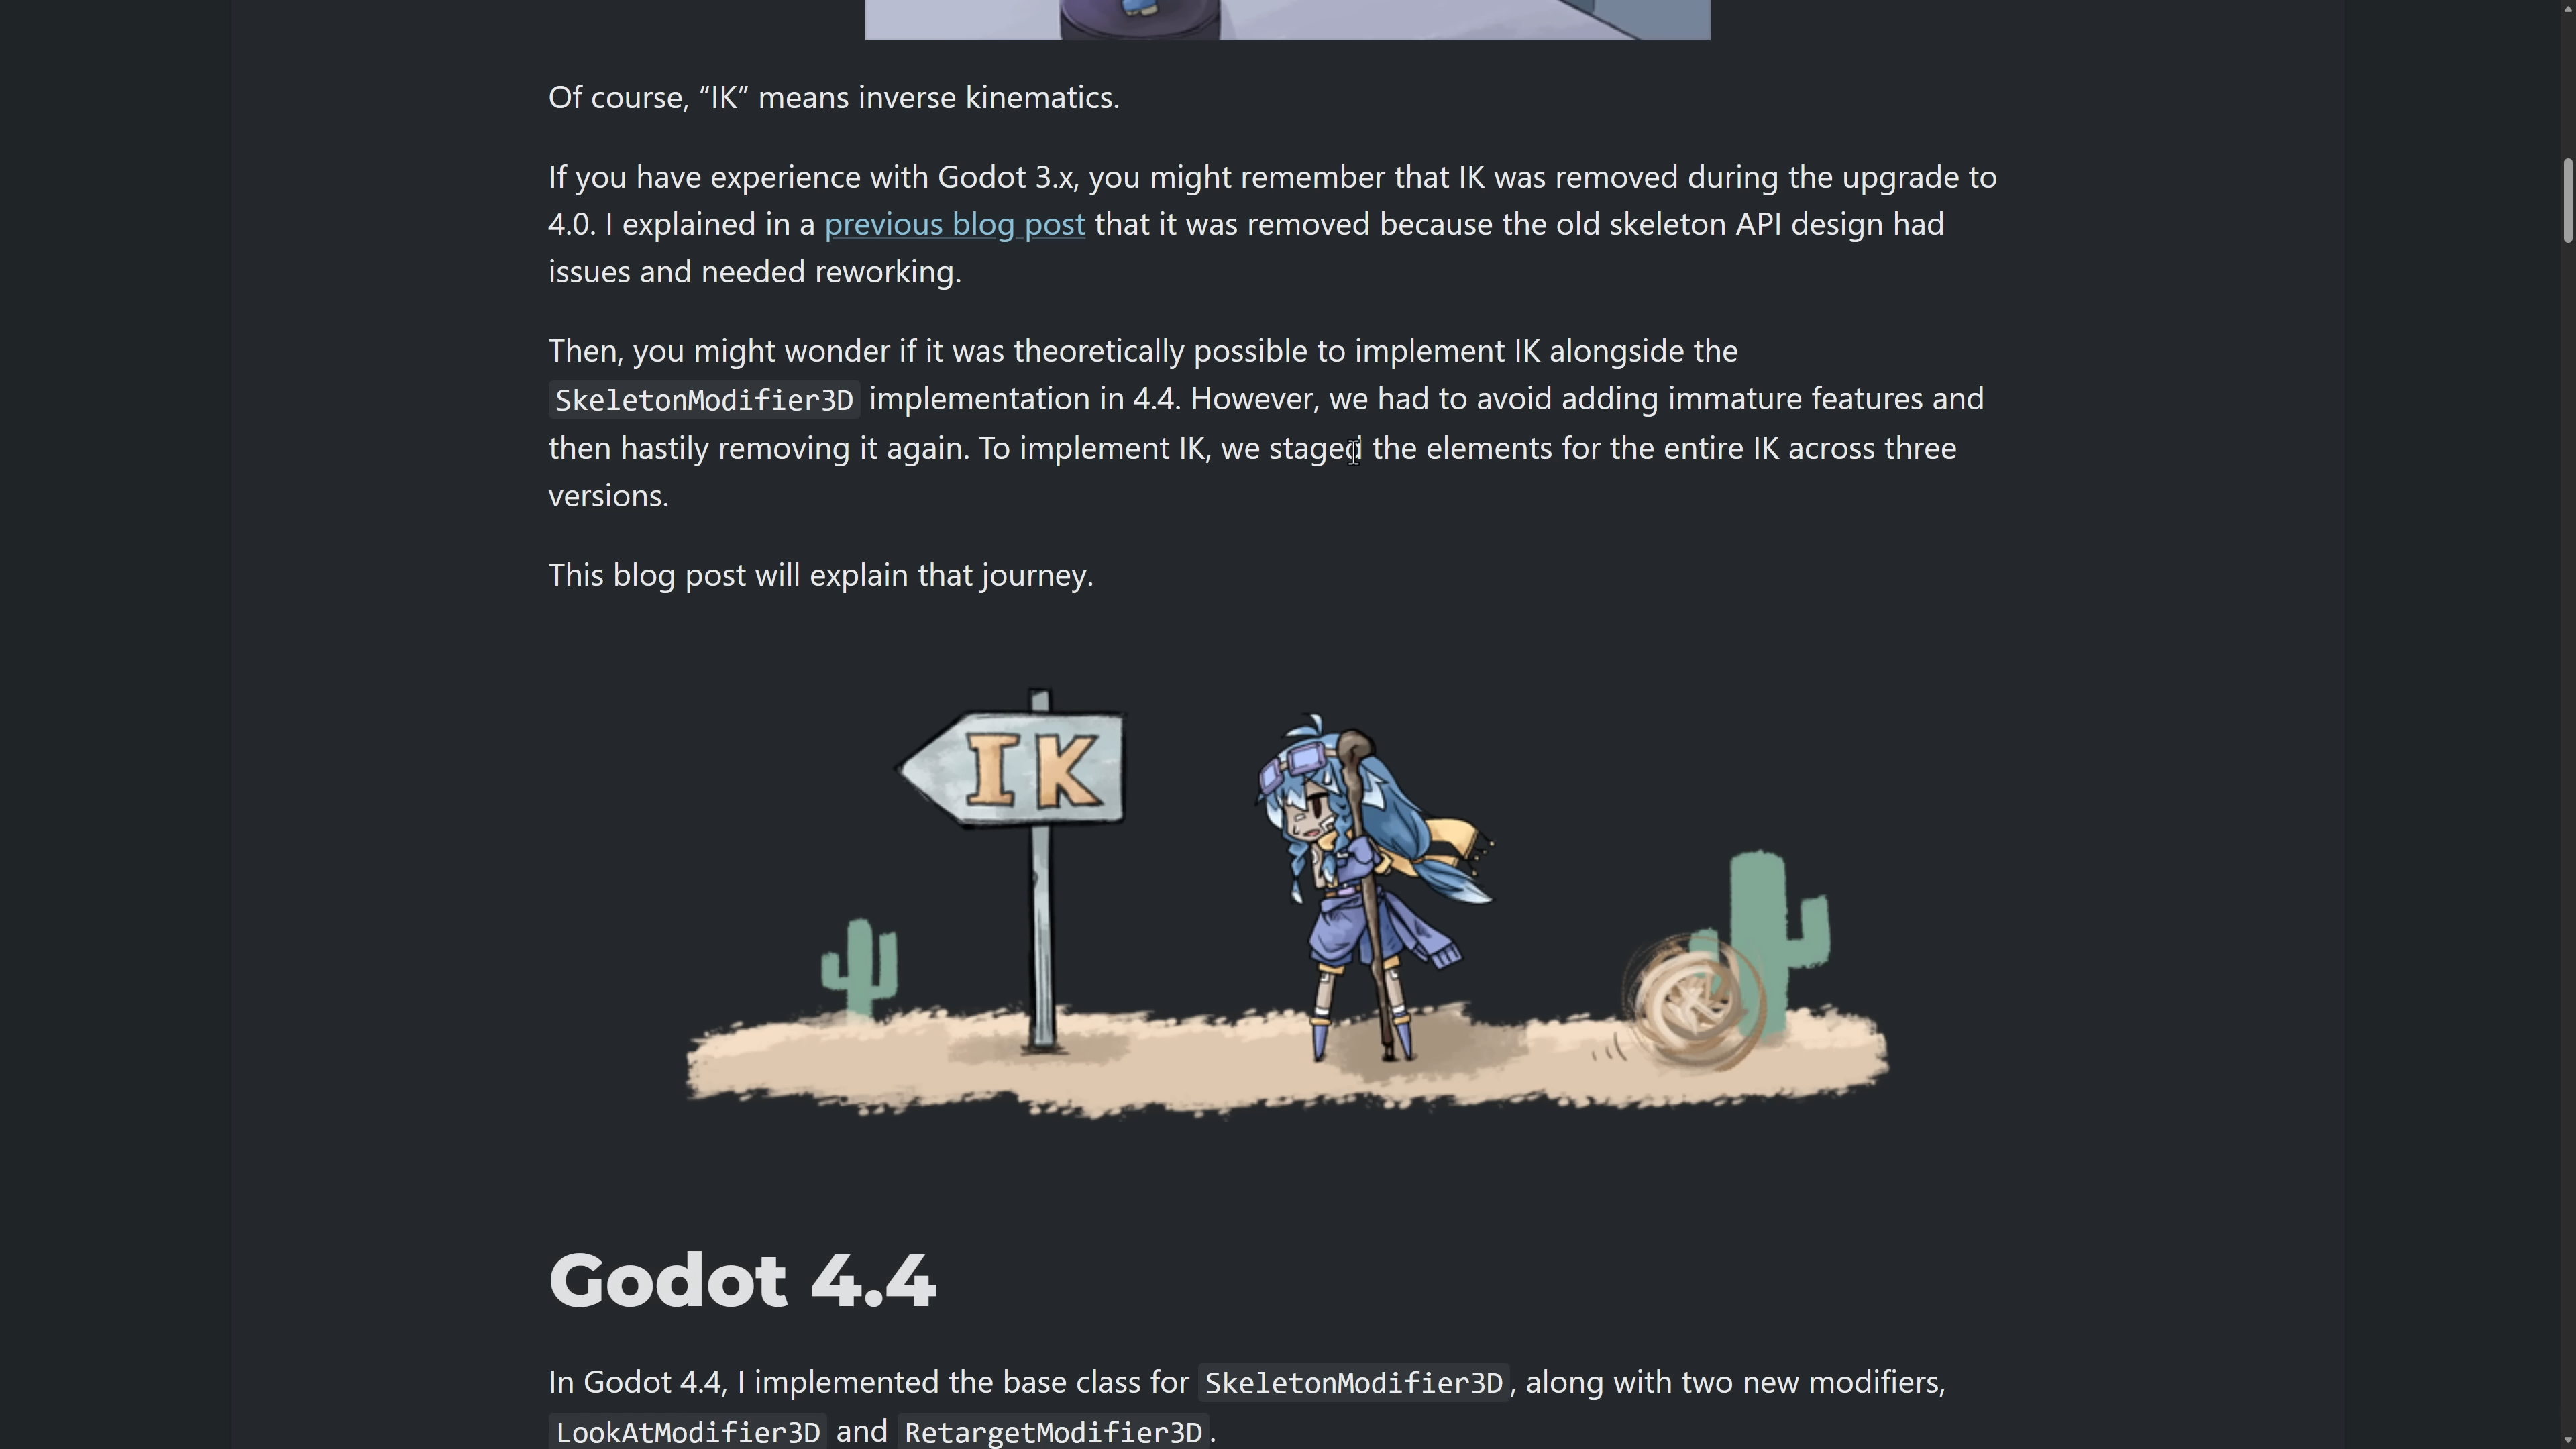 Of course, “IK” means inverse kinematics.
If you have experience with Godot 3.x, you might remember that IK was removed during the upgrade to
4.0. I explained in a previous blog post that it was removed because the old skeleton API design had
issues and needed reworking.
Then, you might wonder if it was theoretically possible to implement IK alongside the
SkeletonModifier3D implementation in 4.4. However, we had to avoid adding immature features and
then hastily removing it again. To implement IK, we staged the elements for the entire IK across three
versions.
This blog post will explain that journey.
IK
IK
Godot 4.4
In Godot 4.4, I implemented the base class for SkeletonModifier3D, along with two new modifiers,
LookAtModifier3D and RetargetModifier3D.